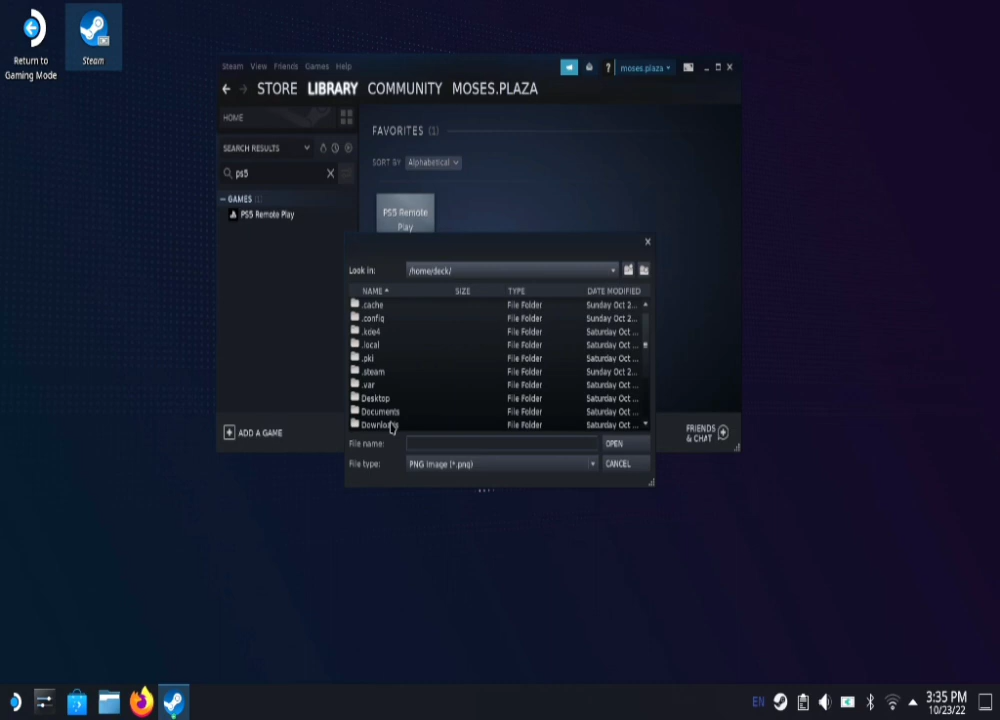 Return to
Gaming Mode
Steam
Steam View Friends Games Help
? moses.plaza
STORE LIBRARY COMMUNITY MOSES.PLAZA
HOME
FAVORITES (1)
SEARCH RESULTS
SORT BY Alphabetical
ps5
GAMES (1)
PS5 Remote Play
PS5 Remote
Play
Look in: /home/deck/
NAME SIZE TYPE DATE MODIFIED
.cache File Folder Sunday Oct 2...
.config File Folder Sunday Oct 2...
.kde4 File Folder Saturday Oct ...
.local File Folder Saturday Oct ...
.pki File Folder Saturday Oct ...
.steam File Folder Sunday Oct 2...
.var File Folder Saturday Oct ...
Desktop File Folder Saturday Oct ...
Documents File Folder Saturday Oct ...
Downloads File Folder Saturday Oct ...
File name: OPEN
File type: PNG image (*.png) CANCEL
ADD A GAME
FRIENDS
& CHAT
EN
3:35 PM
10/23/22